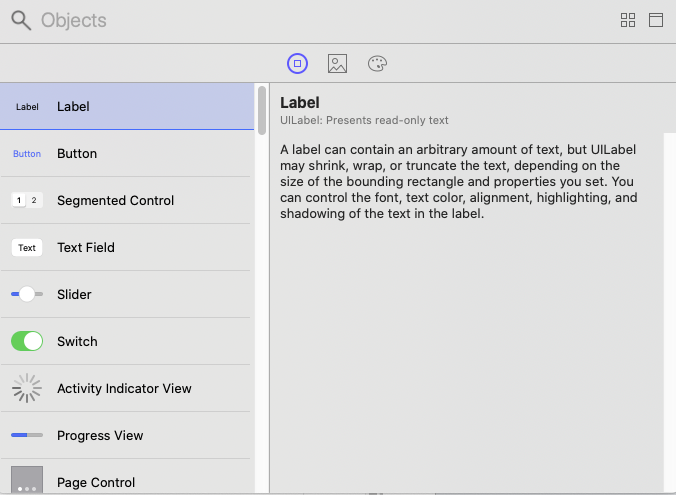 Objects
Label Label
Button Button
1 2 Segmented Control
Text Text Field
Slider
Switch
Activity Indicator View
Progress View
Page Control
Label
UILabel: Presents read-only text
A label can contain an arbitrary amount of text, but UILabel
may shrink, wrap, or truncate the text, depending on the
size of the bounding rectangle and properties you set. You
can control the font, text color, alignment, highlighting, and
shadowing of the text in the label.